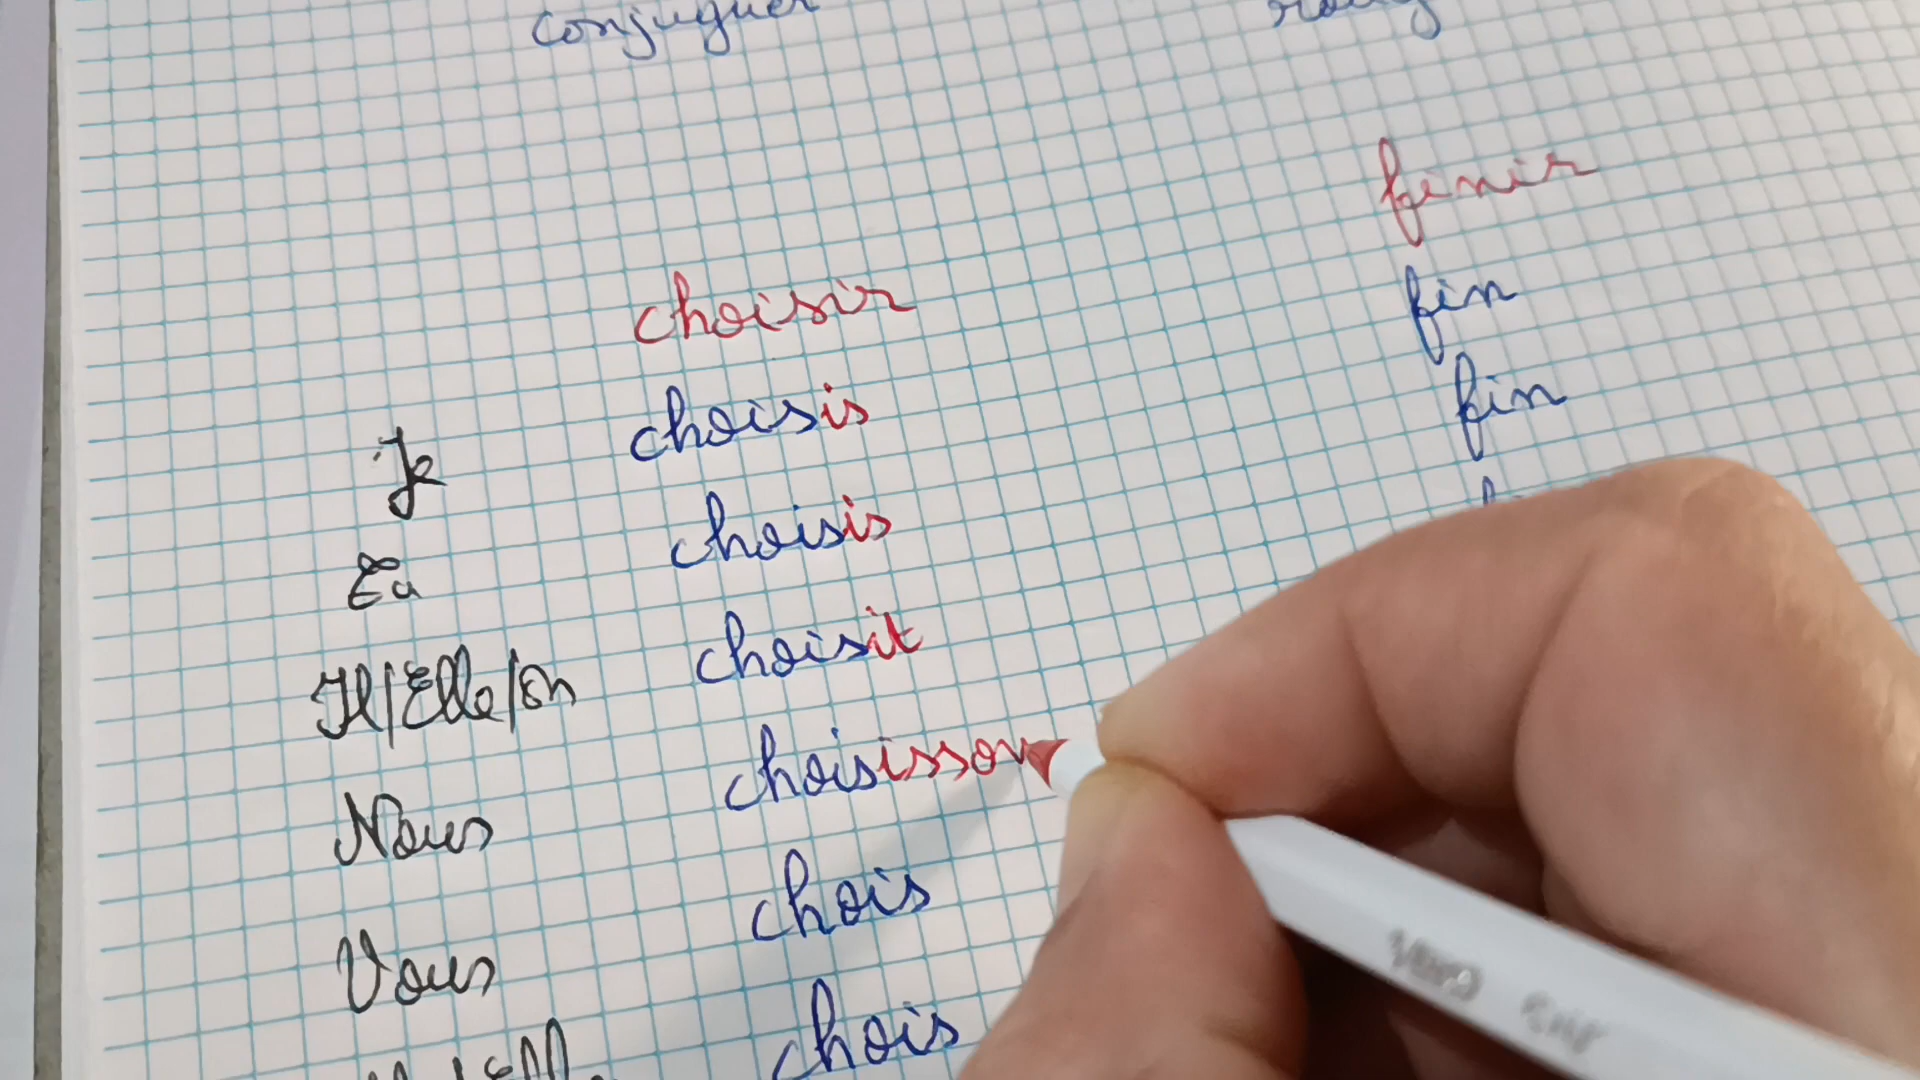 conjuguer
finir
choisir
fin
Je choisis
fin
Tu choisis
Il/Elle/On choisit
Nous choisisson
Vous chois
chois